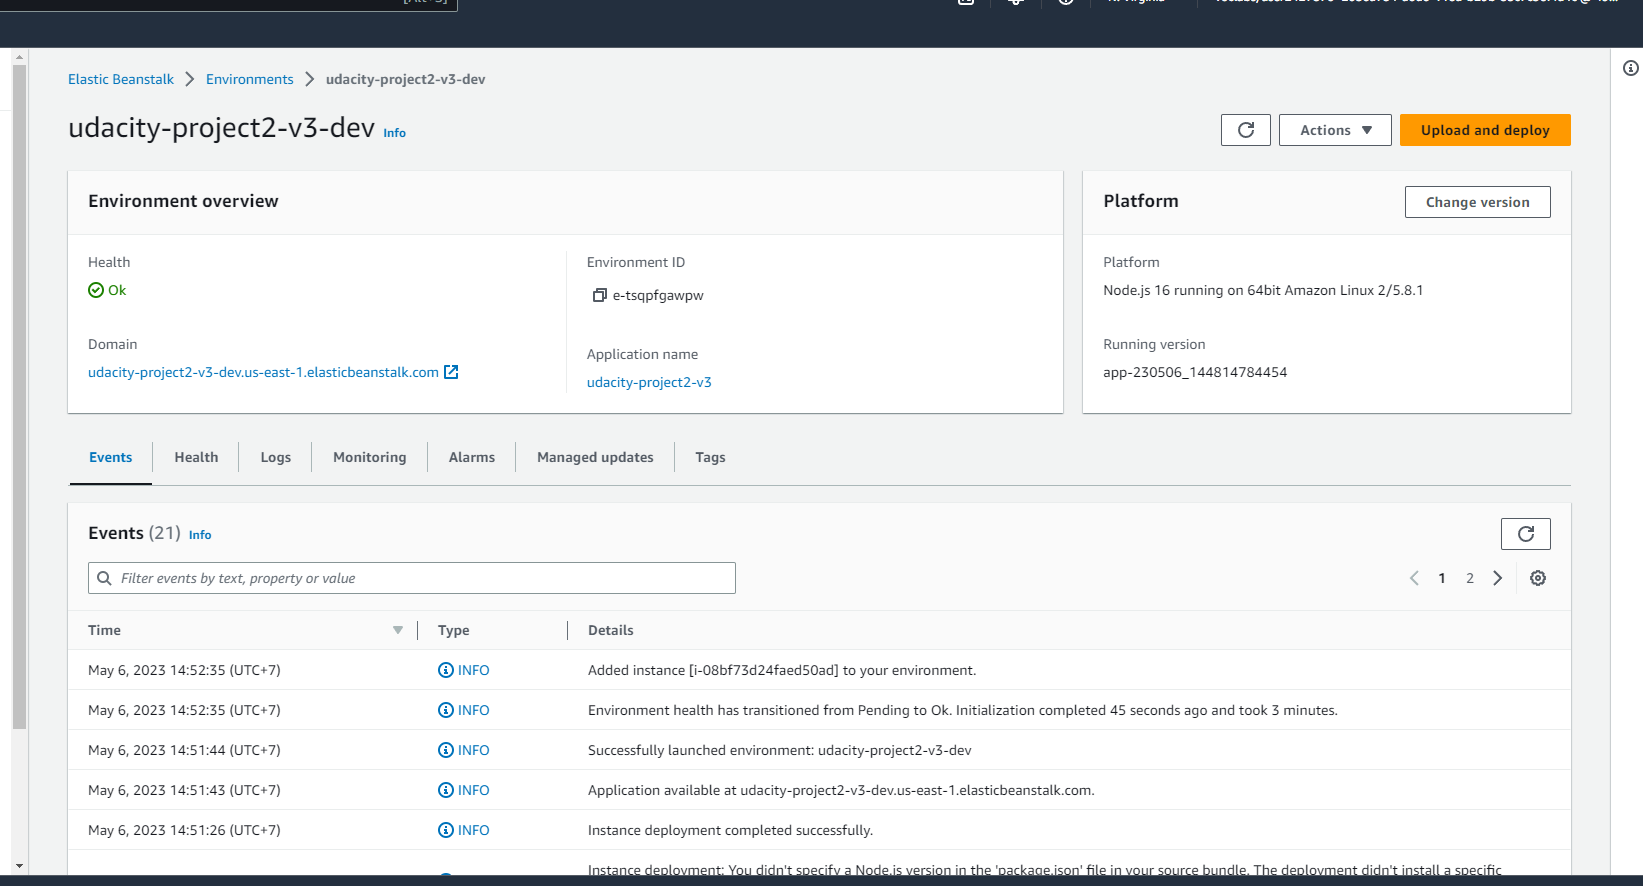 Elastic Beanstalk > Environments > udacity-project2-v3-dev
udacity-project2-v3-dev Info
Actions
Upload and deploy
Environment overview
Health
Ok
Domain
udacity-project2-v3-dev.us-east-1.elasticbeanstalk.com
Environment ID
e-tsqpfgawpw
Application name
udacity-project2-v3
Platform
Change version
Platform
Node.js 16 running on 64bit Amazon Linux 2/5.8.1
Running version
app-230506_144814784454
Events Health Logs Monitoring Alarms Managed updates Tags
Events (21) Info
Filter events by text, property or value
1 2
Time Type Details
May 6, 2023 14:52:35 (UTC+7) INFO Added instance [i-08bf73d24faed50ad] to your environment.
May 6, 2023 14:52:35 (UTC+7) INFO Environment health has transitioned from Pending to Ok. Initialization completed 45 seconds ago and took 3 minutes.
May 6, 2023 14:51:44 (UTC+7) INFO Successfully launched environment: udacity-project2-v3-dev
May 6, 2023 14:51:43 (UTC+7) INFO Application available at udacity-project2-v3-dev.us-east-1.elasticbeanstalk.com.
May 6, 2023 14:51:26 (UTC+7) INFO Instance deployment completed successfully.
Instance deployment: You didn't specify a Node.js version in the 'package.json' file in your source bundle. The deployment didn't install a specific